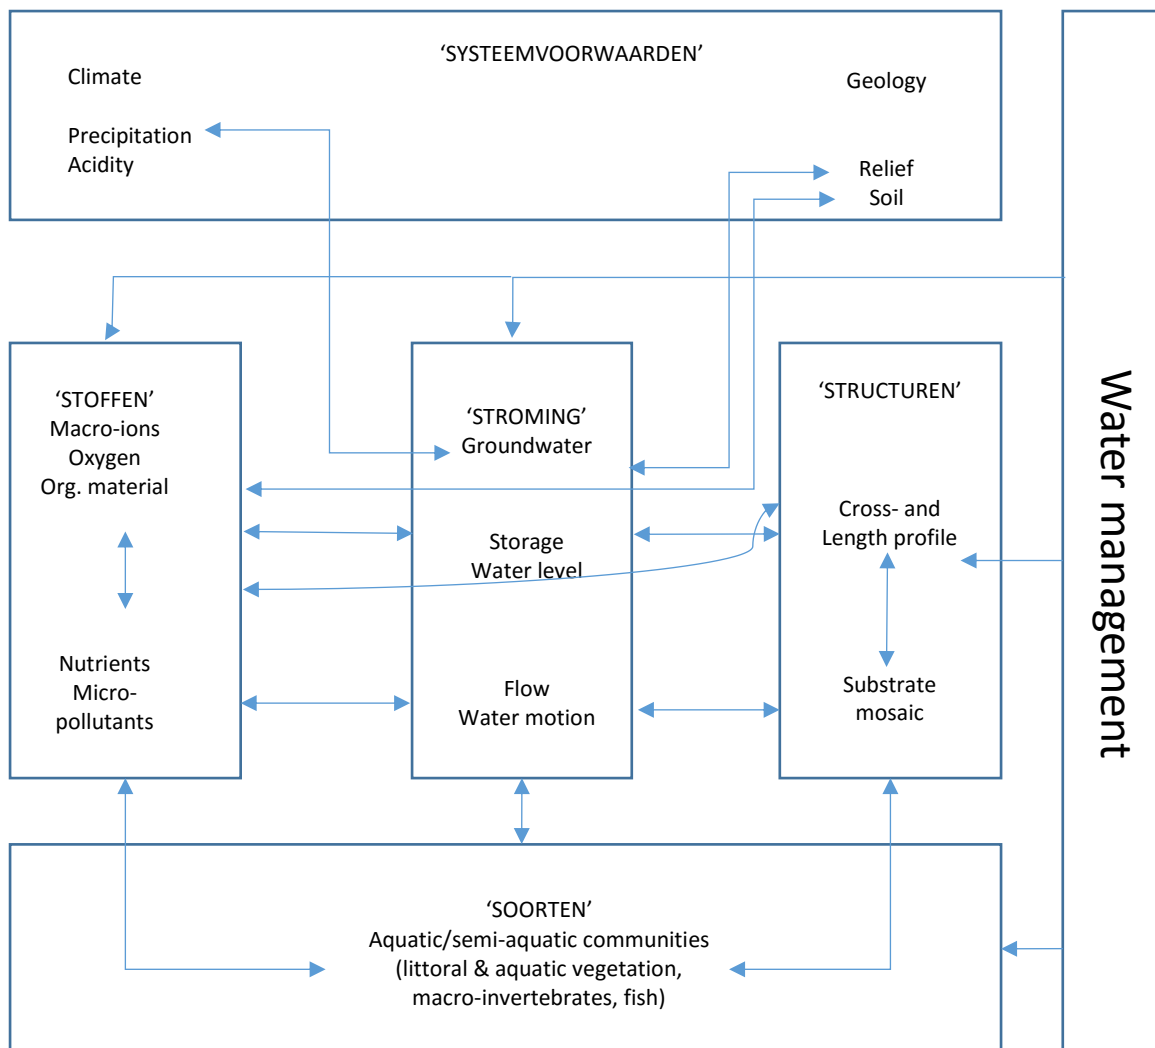 ‘SYSTEEMVOORWAARDEN’
Climate
Geology
Precipitation
Acidity
Relief
Soil
‘STOFFEN’
Macro-ions
Oxygen
Org. material
Nutrients
Micro-
pollutants
‘STROMING’
Groundwater
Storage
Water level
Flow
Water motion
‘STRUCTUREN’
Cross- and
Length profile
Substrate
mosaic
‘SOORTEN’
Aquatic/semi-aquatic communities
(littoral & aquatic vegetation,
macro-invertebrates, fish)
Water management